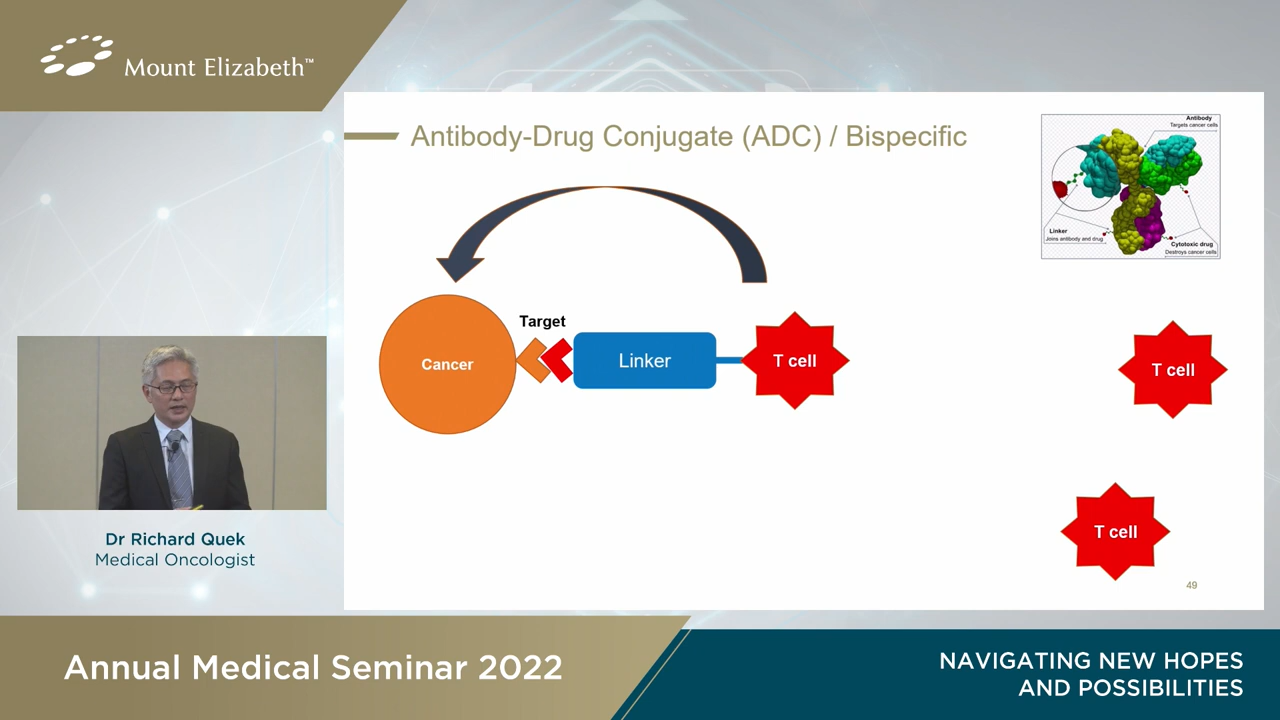 Mount Elizabeth™
Antibody-Drug Conjugate (ADC) / Bispecific
Antibody
Targets cancer cells
Linker
Joins antibody and drug
Cytotoxic drug
Destroys cancer cells
Target
Cancer
Linker
T cell
T cell
T cell
49
Dr Richard Quek
Medical Oncologist
Annual Medical Seminar 2022
NAVIGATING NEW HOPES
AND POSSIBILITIES